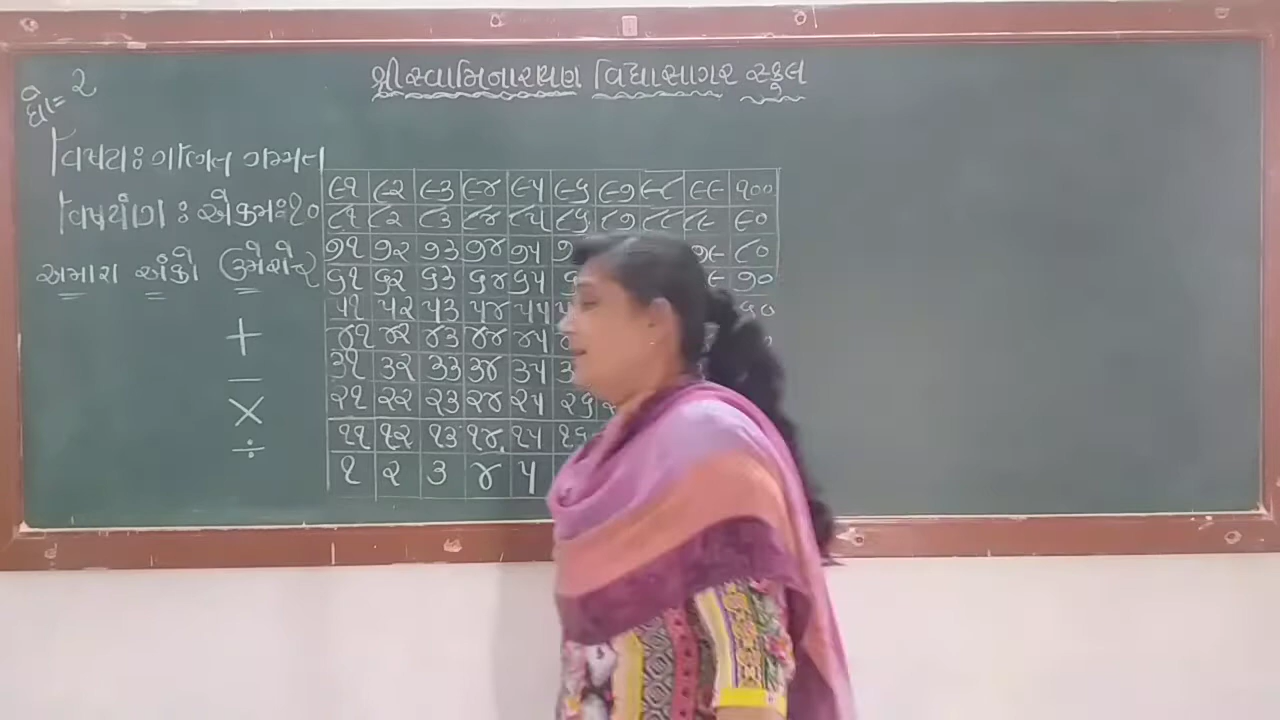 શ્રી સ્વામિનારાયણ વિદ્યાસાગર સ્કુલ
ધો= ૨
વિષય: ગણિત ગમ્મત
વિષયાંગ : એકમ: ૧૦
અમારા અંકો (ઉમેરો
+
−
×
÷
૯૧ ૯૨ ૯૩ ૯૪ ૯૫ ૯૬ ૯૭ ૯૮ ૯૯ ૧૦૦
૮૧ ૮૨ ૮૩ ૮૪ ૮૫ ૮૬ ૮૭ ૮૮ ૮૯ ૯૦
૭૧ ૭૨ ૭૩ ૭૪ ૭૫ ૭૯ ૮૦
૬૧ ૬૨ ૬૩ ૬૪ ૬૫ ૭૦
૫૧ ૫૨ ૫૩ ૫૪ ૫૫ ૬૦
૪૧ ૪૨ ૪૩ ૪૪ ૪૫
૩૧ ૩૨ ૩૩ ૩૪ ૩૫
૨૧ ૨૨ ૨૩ ૨૪ ૨૫ ૨૬
૧૧ ૧૨ ૧૩ ૧૪ ૧૫ ૧૬
૧ ૨ ૩ ૪ ૫